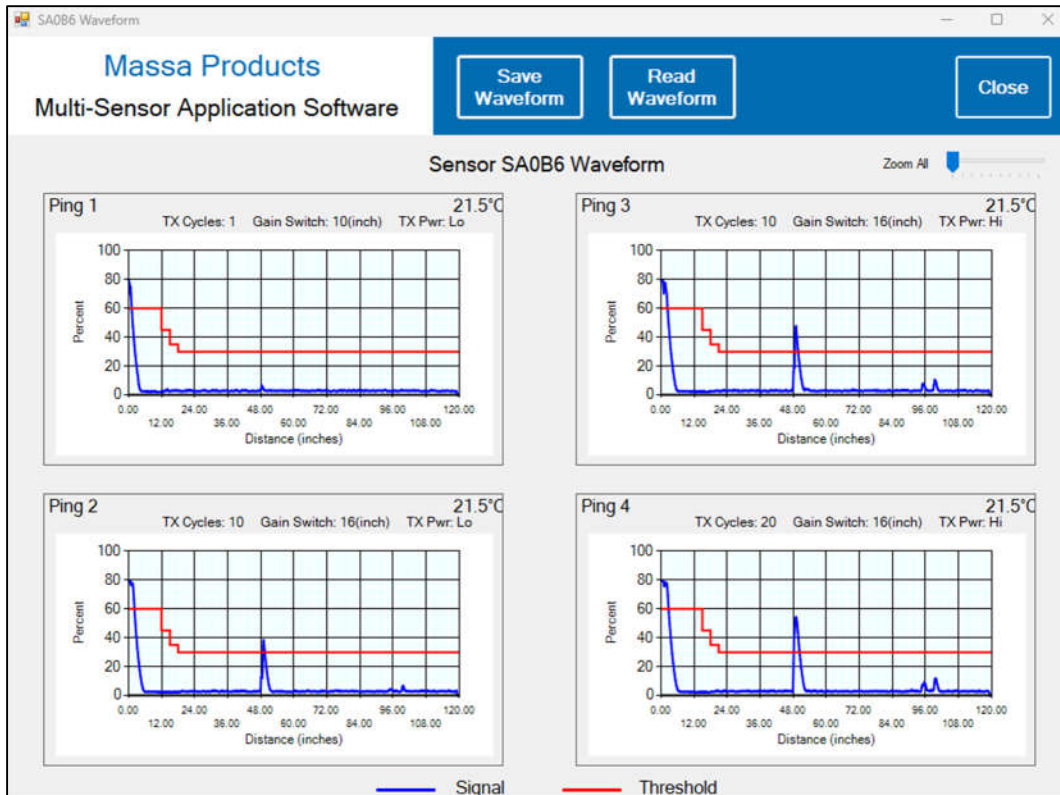 SA0B6 Waveform
Massa Products
Multi-Sensor Application Software
Save
Waveform
Read
Waveform
Close
Sensor SA0B6 Waveform
Zoom All
Ping 1
21.5°C
TX Cycles: 1 Gain Switch: 10(inch) TX Pwr: Lo
100
80
60
40
20
0
Percent
0.00 24.00 48.00 72.00 96.00 120.00
12.00 36.00 60.00 84.00 108.00
Distance (inches)
Ping 3
21.5°C
TX Cycles: 10 Gain Switch: 16(inch) TX Pwr: Hi
100
80
60
40
20
0
Percent
0.00 24.00 48.00 72.00 96.00 120.00
12.00 36.00 60.00 84.00 108.00
Distance (inches)
Ping 2
21.5°C
TX Cycles: 10 Gain Switch: 16(inch) TX Pwr: Lo
100
80
60
40
20
0
Percent
0.00 24.00 48.00 72.00 96.00 120.00
12.00 36.00 60.00 84.00 108.00
Distance (inches)
Ping 4
21.5°C
TX Cycles: 20 Gain Switch: 16(inch) TX Pwr: Hi
100
80
60
40
20
0
Percent
0.00 24.00 48.00 72.00 96.00 120.00
12.00 36.00 60.00 84.00 108.00
Distance (inches)
Signal
Threshold